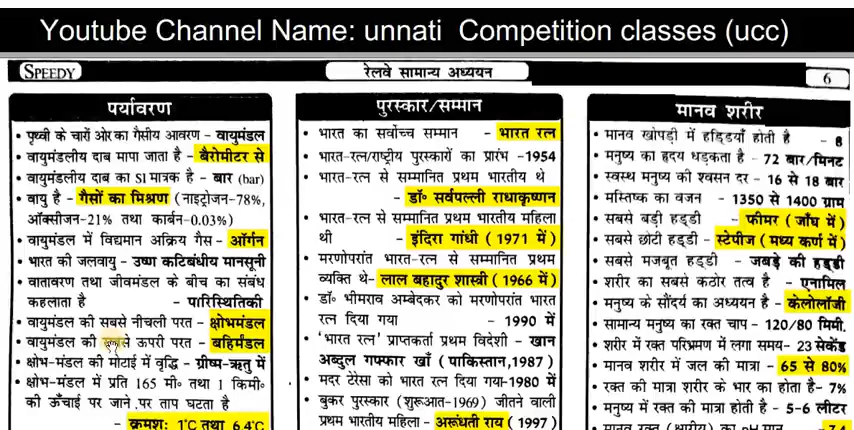 Youtube Channel Name: unnati Competition classes (ucc)
SPEEDY
रेलवे सामान्य अध्ययन
6
पर्यावरण
• पृथ्वी के चारों ओर का गैसीय आवरण – वायुमंडल
• वायुमंडलीय दाब मापा जाता है – बैरोमीटर से
• वायुमंडलीय दाब का SI मात्रक है – बार (bar)
• वायु है – गैसों का मिश्रण (नाइट्रोजन-78%,
ऑक्सीजन-21% तथा कार्बन-0.03%)
• वायुमंडल में विद्यमान अक्रिय गैस – ऑर्गन
• भारत की जलवायु – उष्ण कटिबंधीय मानसूनी
• वातावरण तथा जीवमंडल के बीच का संबंध
कहलाता है – पारिस्थितिकी
• वायुमंडल की सबसे नीचली परत – क्षोभमंडल
• वायुमंडल की ऊपरी परत – बहिर्मंडल
• क्षोभ-मंडल की मोटाई में वृद्धि – ग्रीष्म-ऋतु में
• क्षोभ-मंडल में प्रति 165 मी० तथा 1 किमी०
की ऊँचाई पर जाने पर ताप घटता है
– क्रमशः 1°C तथा 6.4°C
पुरस्कार/सम्मान
• भारत का सर्वोच्च सम्मान – भारत रत्न
• भारत-रत्न/राष्ट्रीय पुरस्कारों का प्रारंभ -1954
• भारत-रत्न से सम्मानित प्रथम भारतीय थे
– डॉ० सर्वपल्ली राधाकृष्णन
• भारत-रत्न से सम्मानित प्रथम भारतीय महिला
थी – इंदिरा गांधी (1971 में)
• मरणोपरांत भारत-रत्न से सम्मानित प्रथम
व्यक्ति थे– लाल बहादुर शास्त्री (1966 में)
• डॉ० भीमराव अम्बेदकर को मरणोपरांत भारत
रत्न दिया गया – 1990 में
• 'भारत रत्न' प्राप्तकर्ता प्रथम विदेशी – खान
अब्दुल गफ्फार खाँ (पाकिस्तान,1987)
• मदर टेरेसा को भारत रत्न दिया गया-1980 में
• बुकर पुरस्कार (शुरूआत-1969) जीतने वाली
प्रथम भारतीय महिला – अरूंधती राय (1997)
मानव शरीर
• मानव खोपड़ी में हड्डियाँ होती है – 8
• मनुष्य का हृदय धड़कता है – 72 बार/मिनट
• स्वस्थ मनुष्य की श्वसन दर – 16 से 18 बार
• मस्तिष्क का वजन – 1350 से 1400 ग्राम
• सबसे बड़ी हड्डी – फीमर (जाँघ में)
• सबसे छोटी हड्डी – स्टेपीज (मध्य कर्ण में)
• सबसे मजबूत हड्डी – जबड़े की हड्डी
• शरीर का सबसे कठोर तत्व है – एनामिल
• मनुष्य के सौंदर्य का अध्ययन है – केलोलॉजी
• सामान्य मनुष्य का रक्त चाप – 120/80 मिमी.
• शरीर में रक्त परिभ्रमण में लगा समय- 23 सेकेंड
• मानव शरीर में जल की मात्रा – 65 से 80%
• रक्त की मात्रा शरीर के भार का होता है- 7%
• मनुष्य में रक्त की मात्रा होती है – 5-6 लीटर
• मानव रक्त (क्षारीय) का pH मान – 7.4